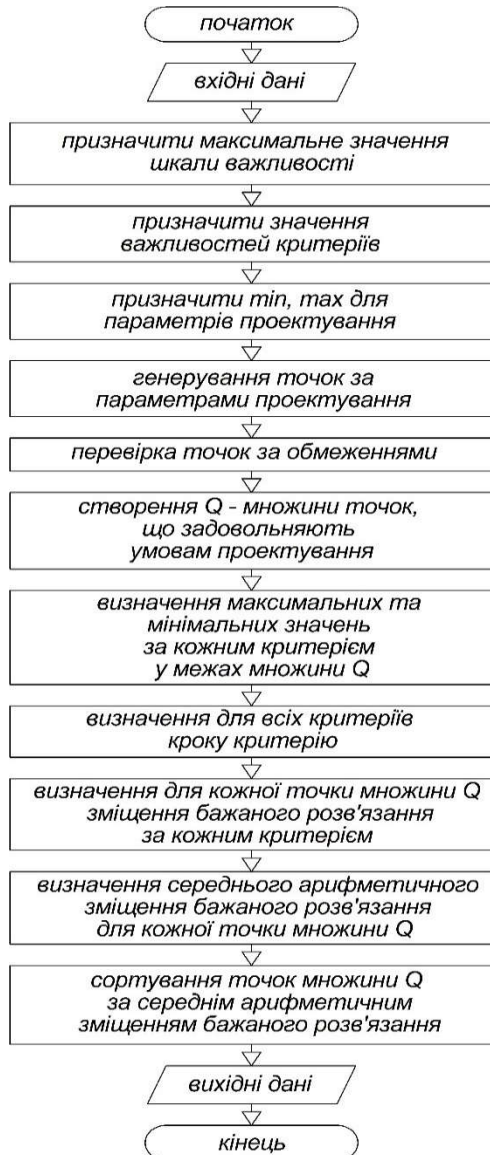 початок
вхідні дані
призначити максимальне значення
шкали важливості
призначити значення
важливостей критеріїв
призначити min, max для
параметрів проектування
генерування точок за
параметрами проектування
перевірка точок за обмеженнями
створення Q - множини точок,
що задовольняють
умовам проектування
визначення максимальних та
мінімальних значень
за кожним критерієм
у межах множини Q
визначення для всіх критеріїв
кроку критерію
визначення для кожної точки множини Q
зміщення бажаного розв'язання
за кожним критерієм
визначення середнього арифметичного
зміщення бажаного розв'язання
для кожної точки множини Q
сортування точок множини Q
за середнім арифметичним
зміщенням бажаного розв'язання
вихідні дані
кінець